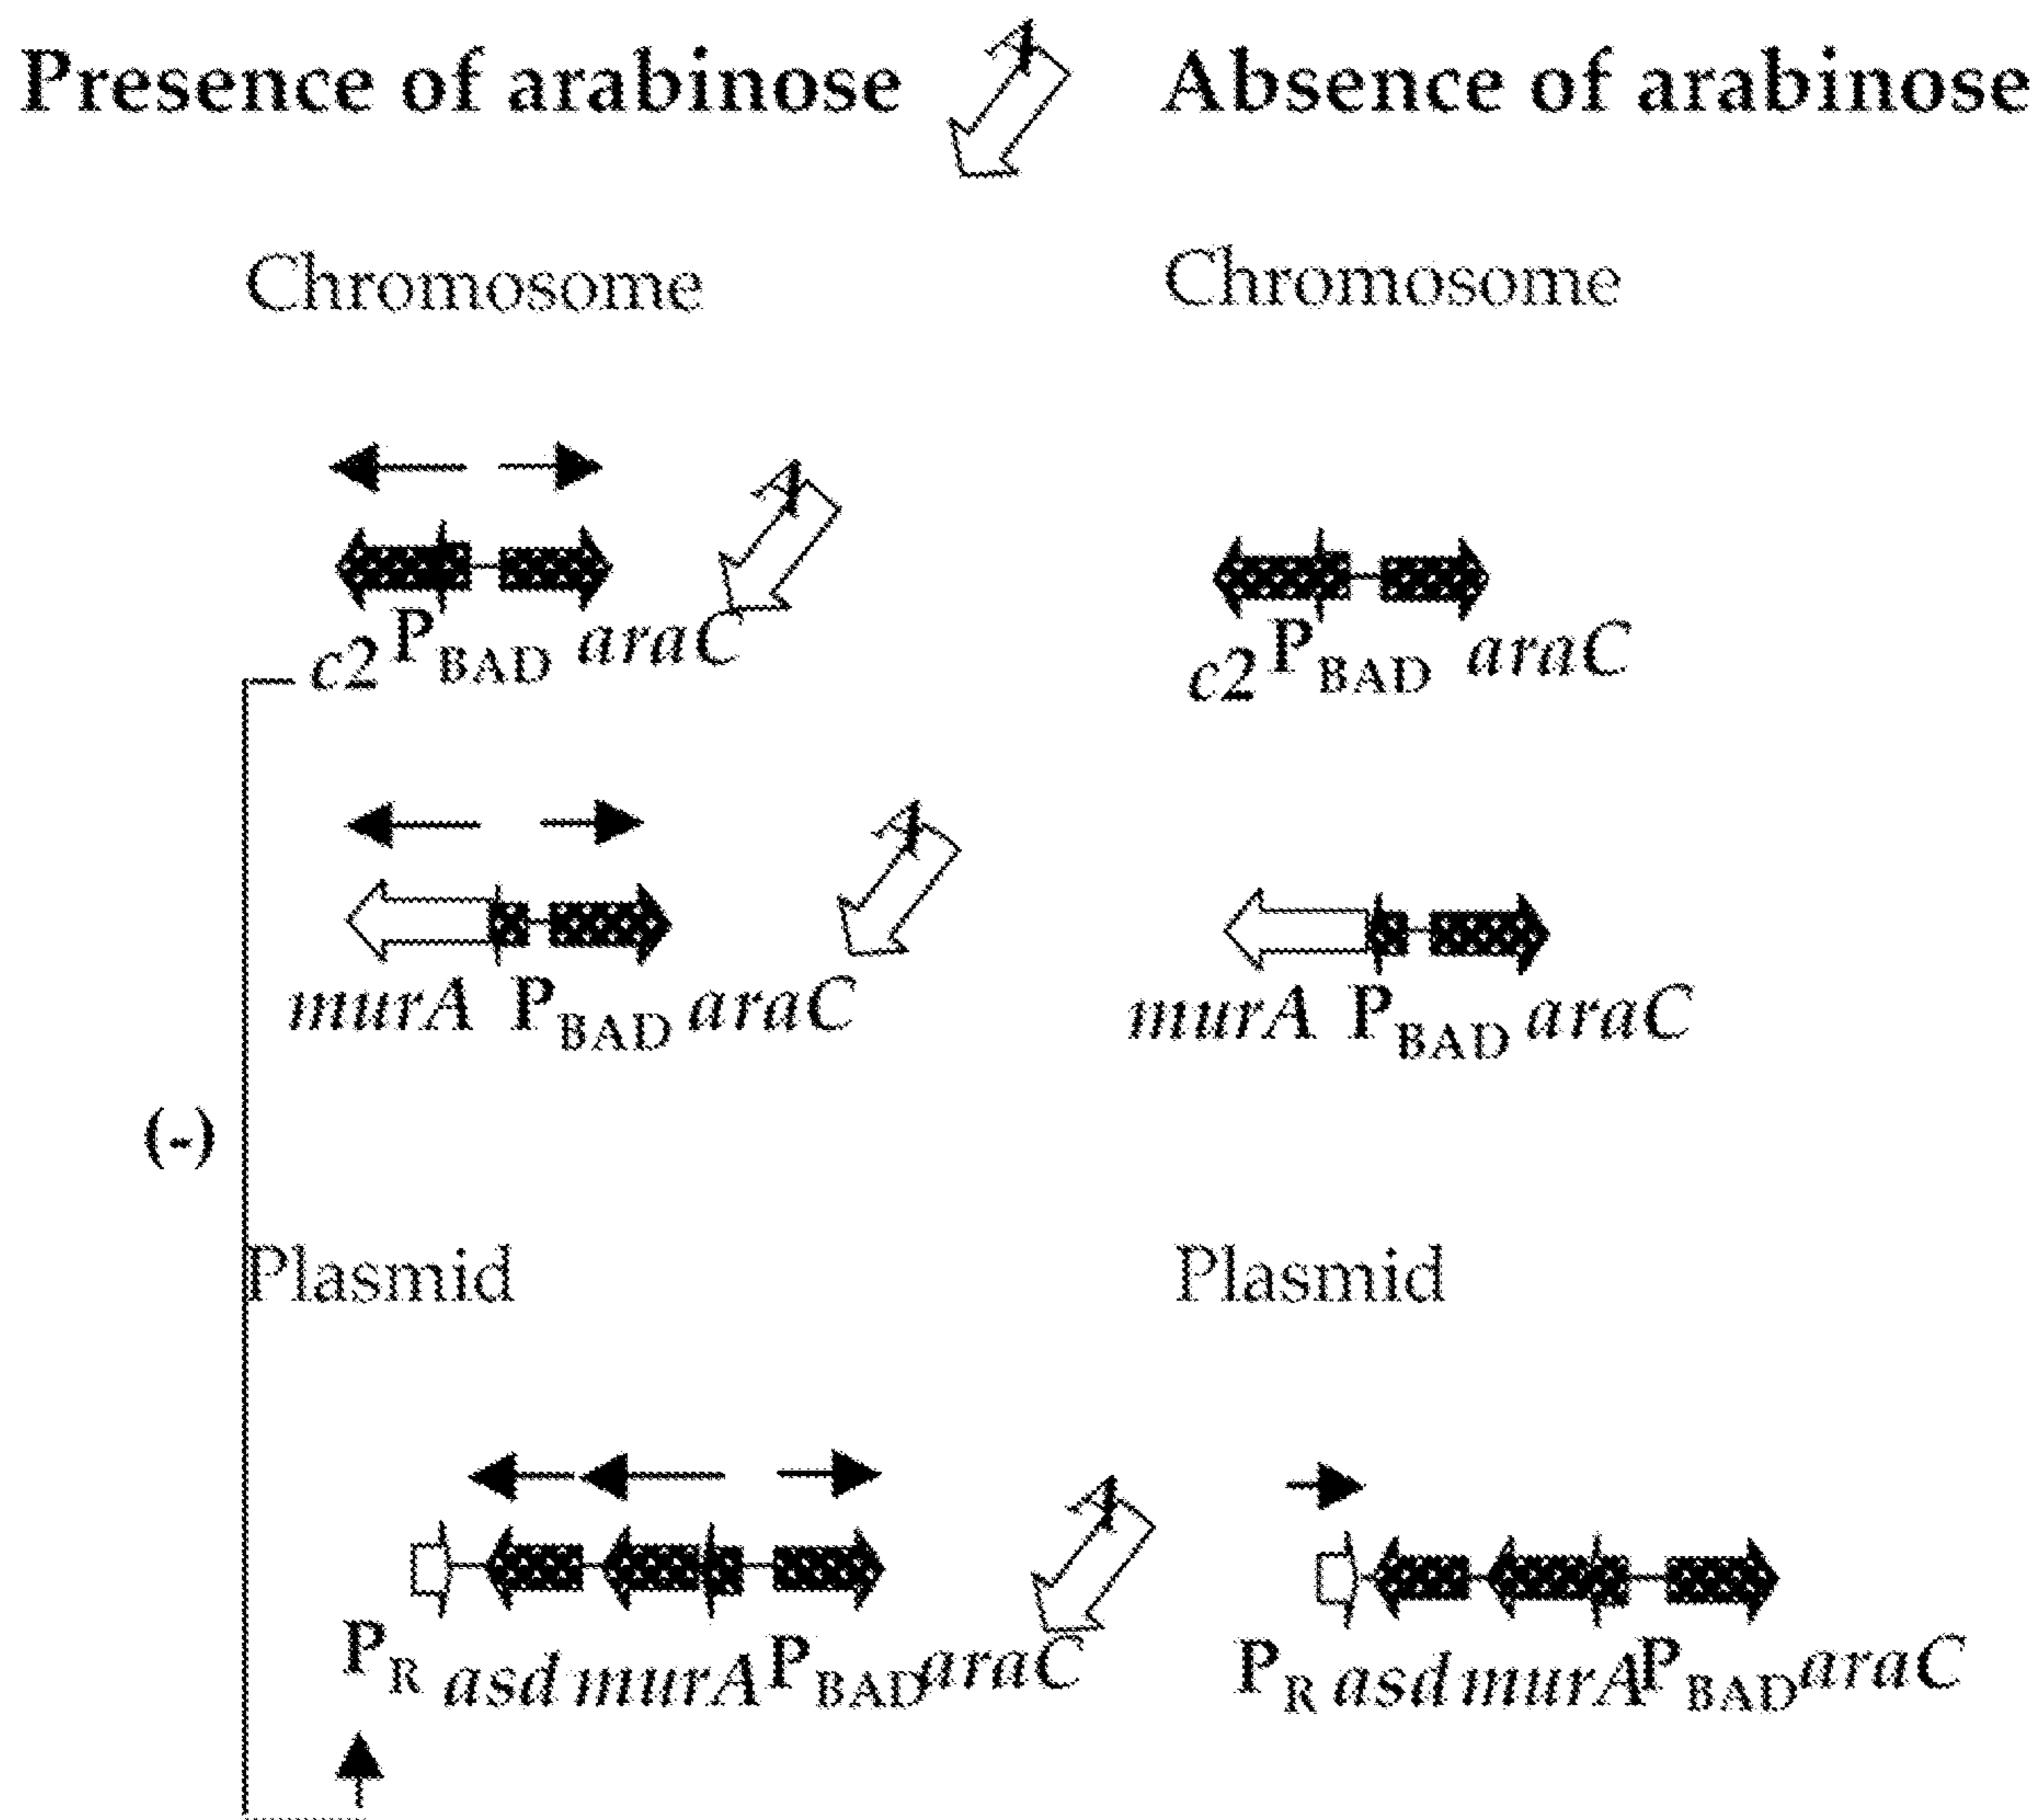 Presence of arabinose A Absence of arabinose
Chromosome Chromosome
A
c2 PBAD araC c2 PBAD araC
A
murA PBAD araC murA PBAD araC
(-)
Plasmid Plasmid
A
PR asd murA PBAD araC PR asd murA PBAD araC